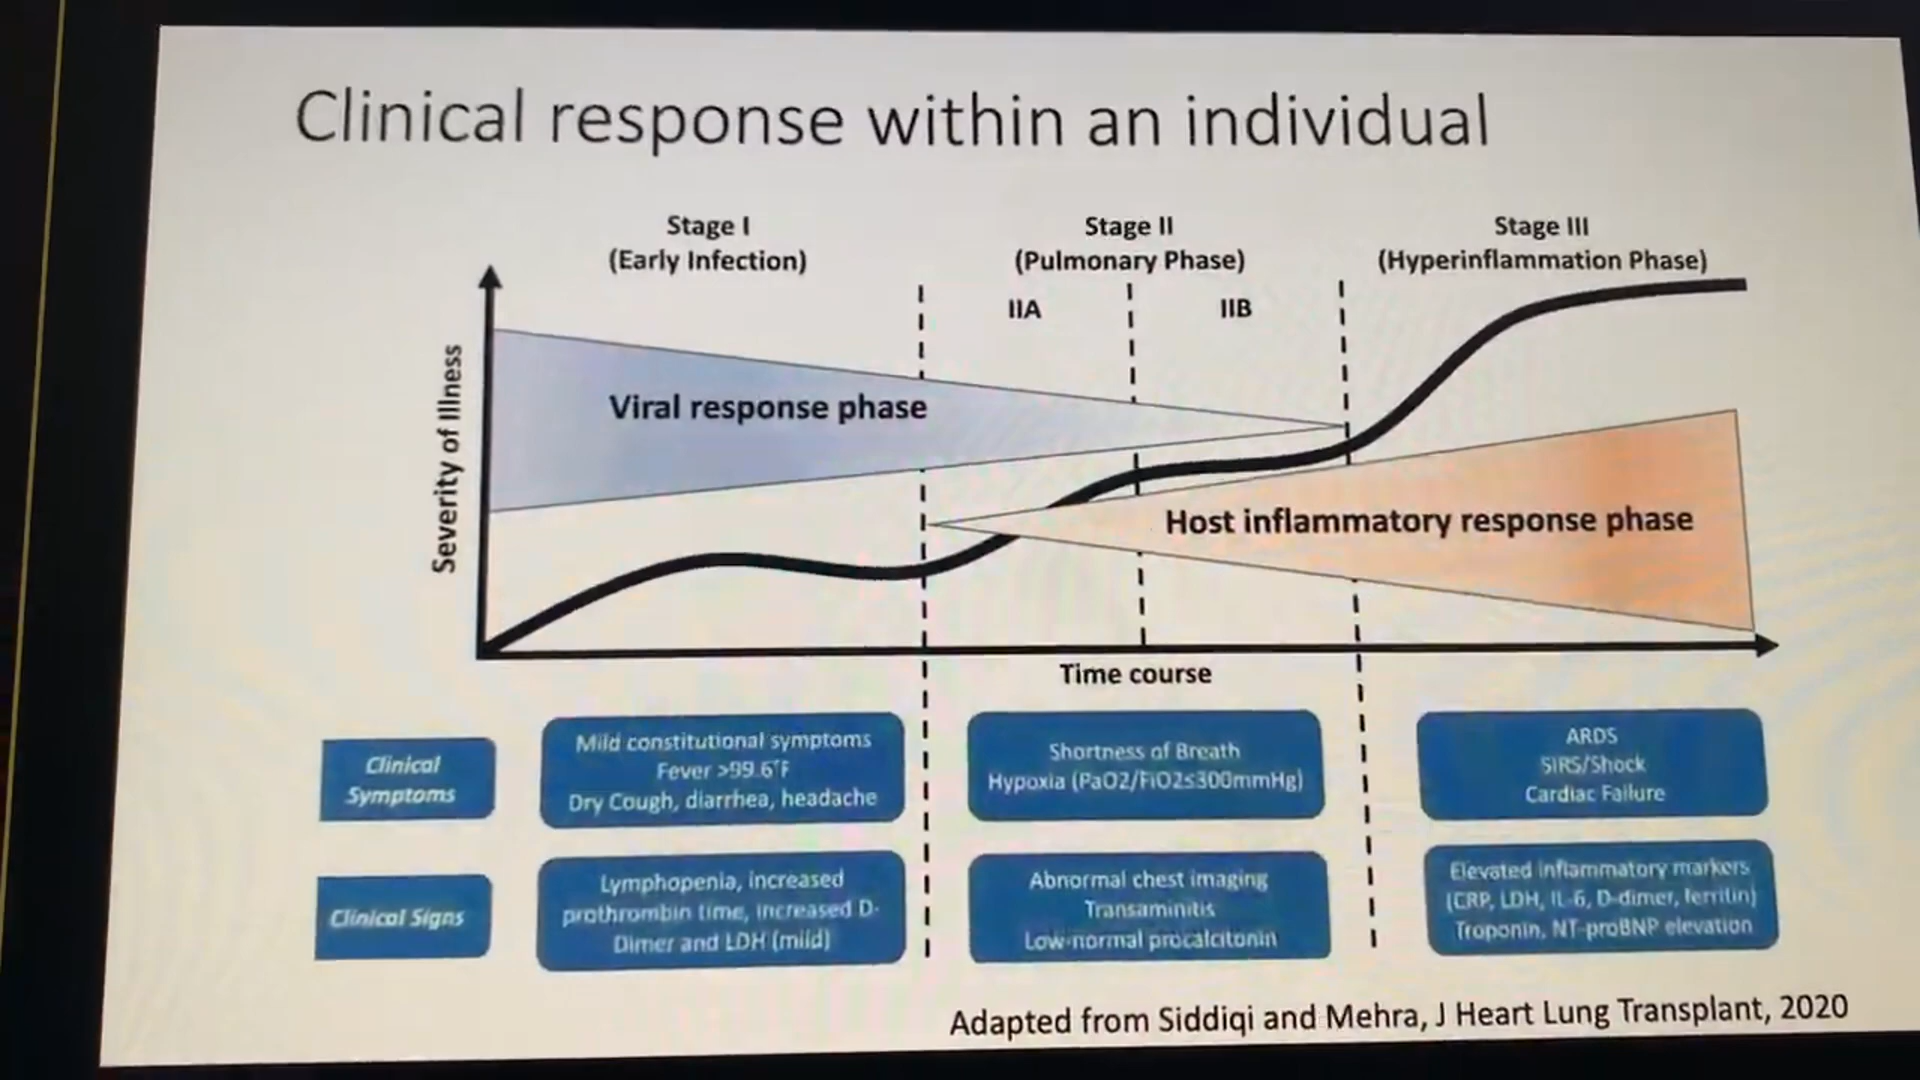 Clinical response within an individual
Stage I
(Early Infection)
Stage II
(Pulmonary Phase)
Stage III
(Hyperinflammation Phase)
IIA
IIB
Severity of Illness
Viral response phase
Host inflammatory response phase
Time course
Clinical
Symptoms
Mild constitutional symptoms
Fever >99.6°F
Dry Cough, diarrhea, headache
Shortness of Breath
Hypoxia (PaO2/FiO2≤300mmHg)
ARDS
SIRS/Shock
Cardiac Failure
Clinical Signs
Lymphopenia, increased
prothrombin time, increased D-
Dimer and LDH (mild)
Abnormal chest imaging
Transaminitis
Low-normal procalcitonin
Elevated inflammatory markers
(CRP, LDH, IL-6, D-dimer, ferritin)
Troponin, NT-proBNP elevation
Adapted from Siddiqi and Mehra, J Heart Lung Transplant, 2020